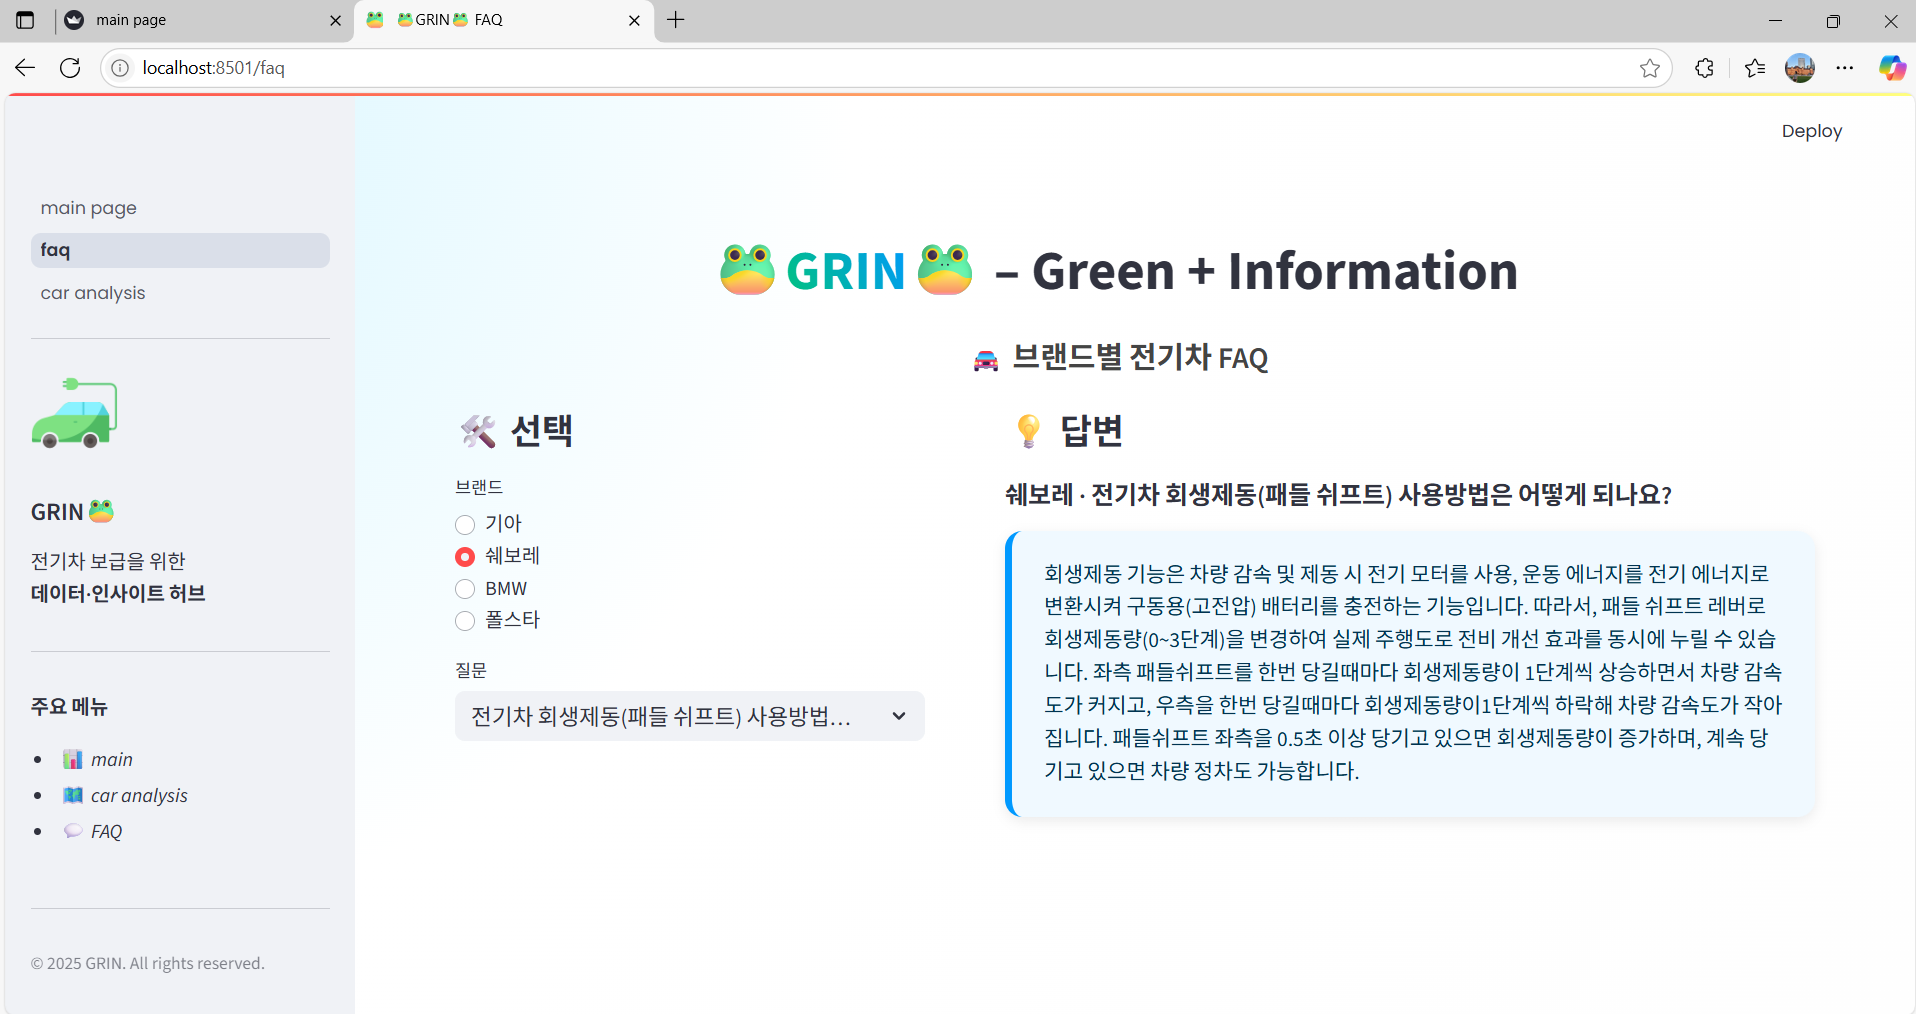 main page
GRIN FAQ
localhost:8501/faq
Deploy
main page
faq
car analysis
GRIN
전기차 보급을 위한
데이터·인사이트 허브
주요 메뉴
main
car analysis
FAQ
© 2025 GRIN. All rights reserved.
GRIN – Green + Information
브랜드별 전기차 FAQ
선택
브랜드
기아
쉐보레
BMW
폴스타
질문
전기차 회생제동(패들 쉬프트) 사용방법...
답변
쉐보레 · 전기차 회생제동(패들 쉬프트) 사용방법은 어떻게 되나요?
회생제동 기능은 차량 감속 및 제동 시 전기 모터를 사용, 운동 에너지를 전기 에너지로
변환시켜 구동용(고전압) 배터리를 충전하는 기능입니다. 따라서, 패들 쉬프트 레버로
회생제동량(0~3단계)을 변경하여 실제 주행도로 전비 개선 효과를 동시에 누릴 수 있습
니다. 좌측 패들쉬프트를 한번 당길때마다 회생제동량이 1단계씩 상승하면서 차량 감속
도가 커지고, 우측을 한번 당길때마다 회생제동량이1단계씩 하락해 차량 감속도가 작아
집니다. 패들쉬프트 좌측을 0.5초 이상 당기고 있으면 회생제동량이 증가하며, 계속 당
기고 있으면 차량 정차도 가능합니다.